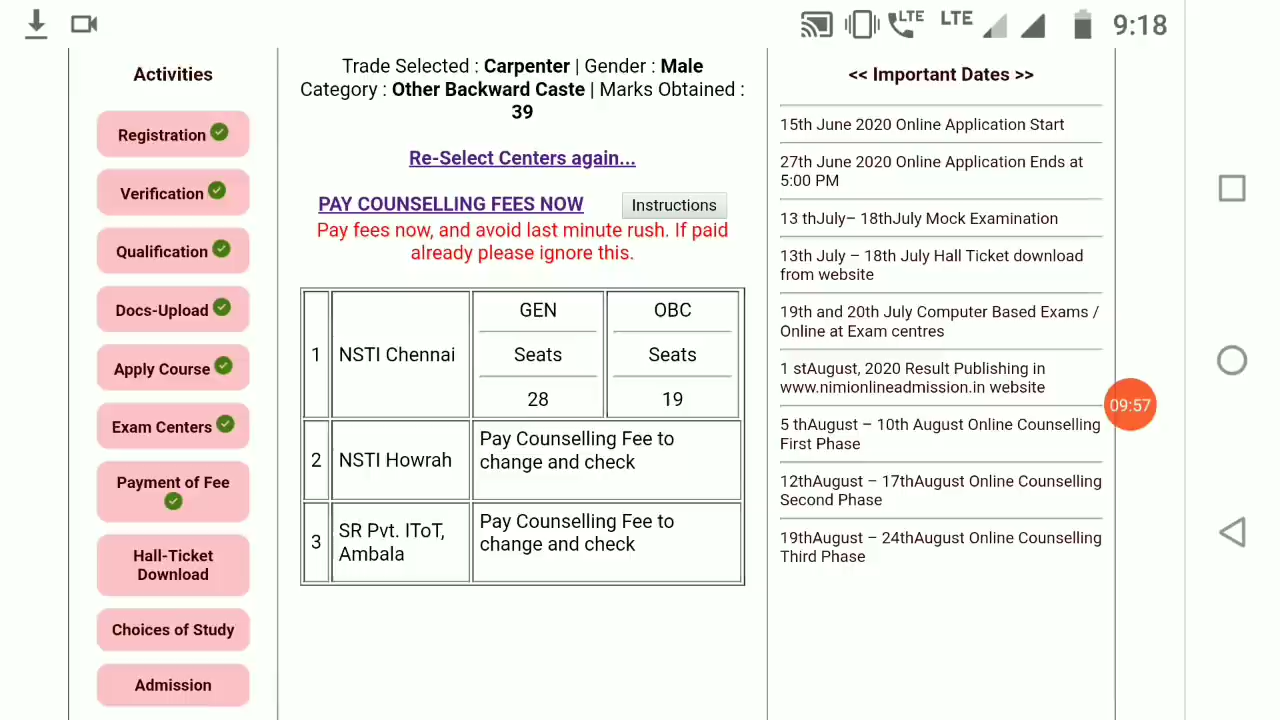 LTE LTE 9:18
Activities
Registration
Verification
Qualification
Docs-Upload
Apply Course
Exam Centers
Payment of Fee
Hall-Ticket
Download
Choices of Study
Admission
Trade Selected : Carpenter | Gender : Male
Category : Other Backward Caste | Marks Obtained :
39
Re-Select Centers again...
PAY COUNSELLING FEES NOW Instructions
Pay fees now, and avoid last minute rush. If paid
already please ignore this.
1 NSTI Chennai
GEN
Seats
28
OBC
Seats
19
2 NSTI Howrah
Pay Counselling Fee to
change and check
3 SR Pvt. IToT,
Ambala
Pay Counselling Fee to
change and check
<< Important Dates >>
15th June 2020 Online Application Start
27th June 2020 Online Application Ends at
5:00 PM
13 thJuly– 18thJuly Mock Examination
13th July – 18th July Hall Ticket download
from website
19th and 20th July Computer Based Exams /
Online at Exam centres
1 stAugust, 2020 Result Publishing in
www.nimionlineadmission.in website
5 thAugust – 10th August Online Counselling
First Phase
12thAugust – 17thAugust Online Counselling
Second Phase
19thAugust – 24thAugust Online Counselling
Third Phase
09:57